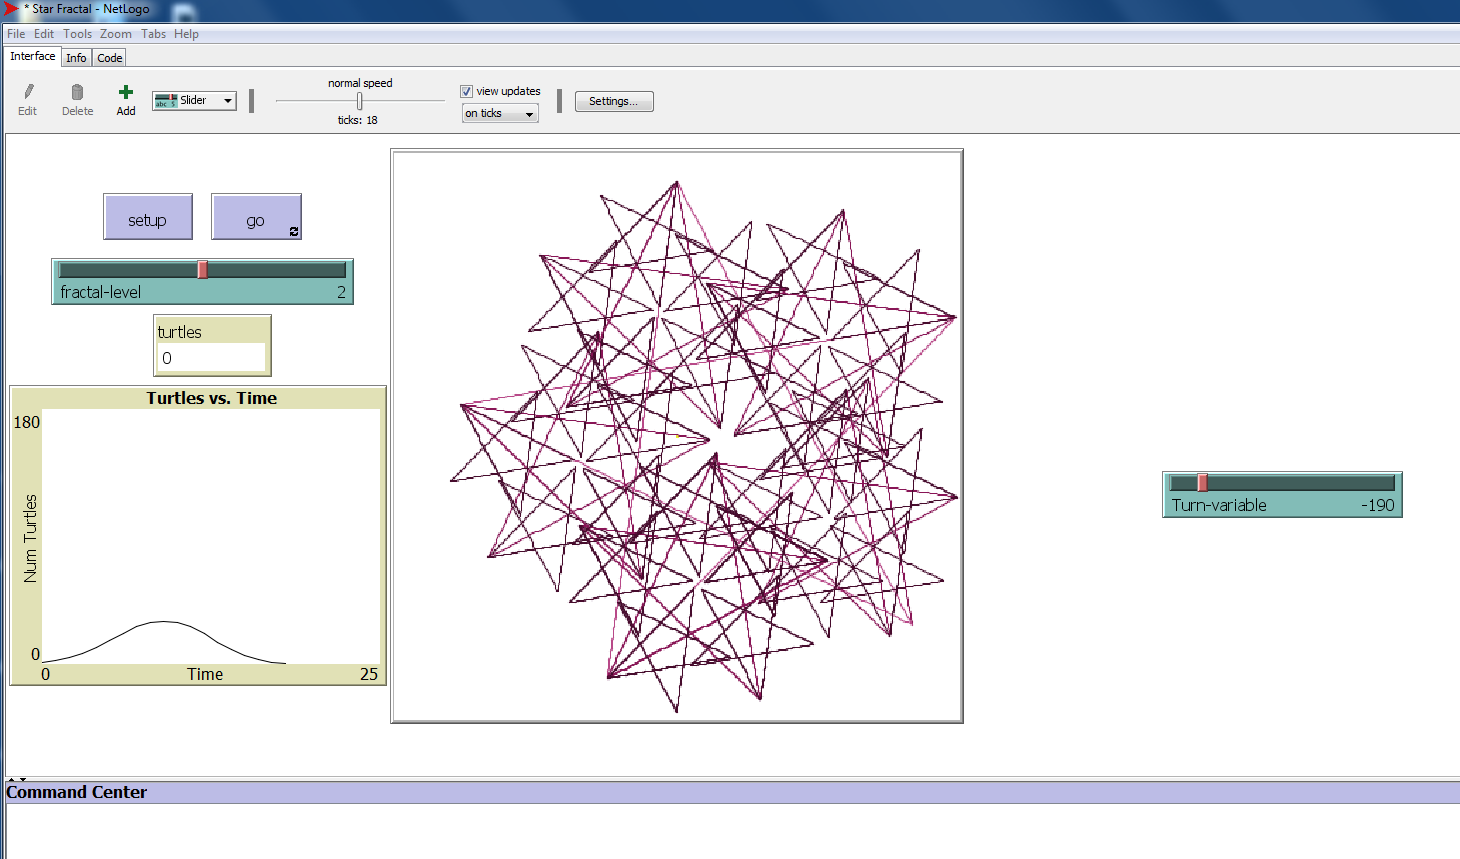 * Star Fractal - NetLogo
File Edit Tools Zoom Tabs Help
Interface Info Code
Edit Delete Add
abc 5 Slider
normal speed
ticks: 18
view updates
on ticks
Settings...
setup
go
fractal-level 2
turtles
0
Turtles vs. Time
180
Num Turtles
0
0 Time 25
Turn-variable -190
Command Center